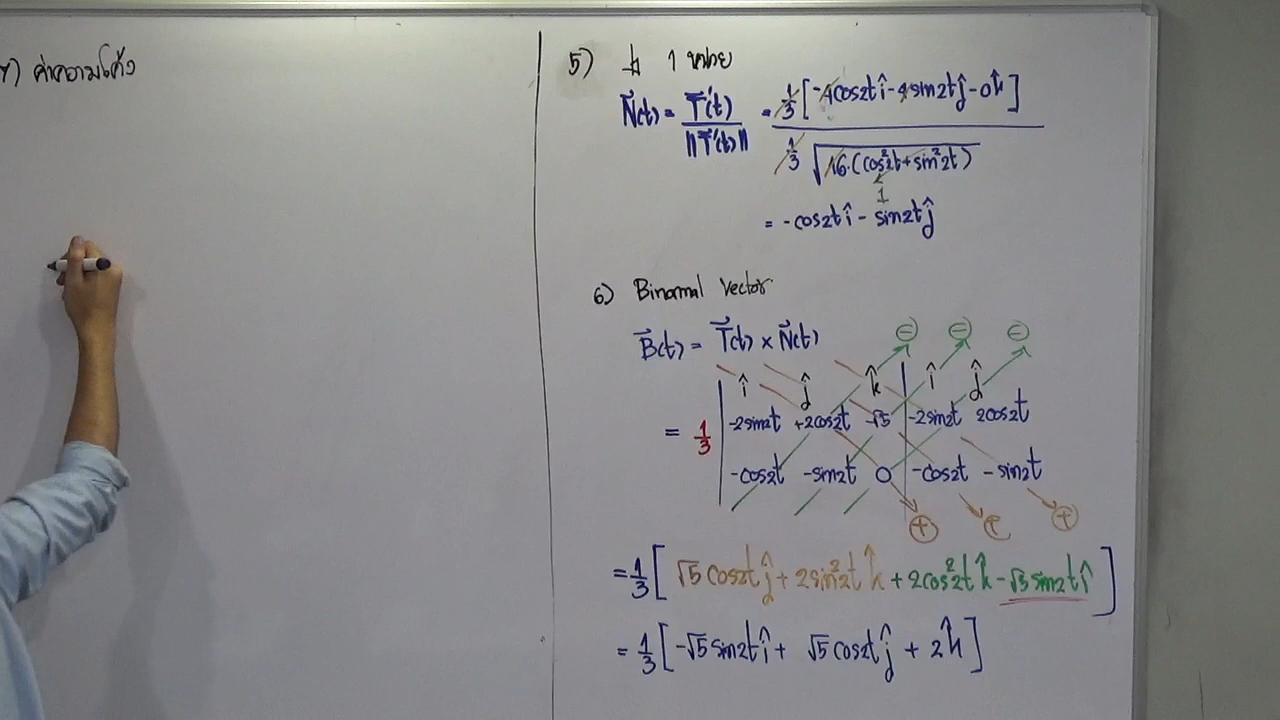 7) ค่าความโค้ง
5) ⊥ 1 หน่วย
N⃗(t) = T⃗'(t) / ||T⃗'(t)|| = 1/3 [-4cos2t î - 4sin2t ĵ - 0k̂] / 1/3 √16(cos²2t + sin²2t)
1
= -cos2t î - sin2t ĵ
6) Binormal Vector
B⃗(t) = T⃗(t) × N⃗(t)
⊖ ⊖ ⊖
î ĵ k̂ | î ĵ
= 1/3 | -2sin2t +2cos2t √5 | -2sin2t 2cos2t
-cos2t -sin2t 0 | -cos2t -sin2t
⊕ ⊕ ⊕
= 1/3 [ √5 cos2t ĵ + 2sin²2t k̂ + 2cos²2t k̂ - √5 sin2t î ]
= 1/3 [ -√5 sin2t î + √5 cos2t ĵ + 2k̂ ]